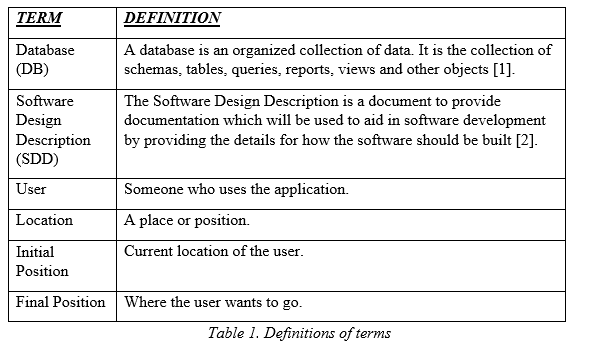 TERM DEFINITION
Database
(DB)
A database is an organized collection of data. It is the collection of
schemas, tables, queries, reports, views and other objects [1].
Software
Design
Description
(SDD)
The Software Design Description is a document to provide
documentation which will be used to aid in software development
by providing the details for how the software should be built [2].
User
Someone who uses the application.
Location
A place or position.
Initial
Position
Current location of the user.
Final Position
Where the user wants to go.
Table 1. Definitions of terms